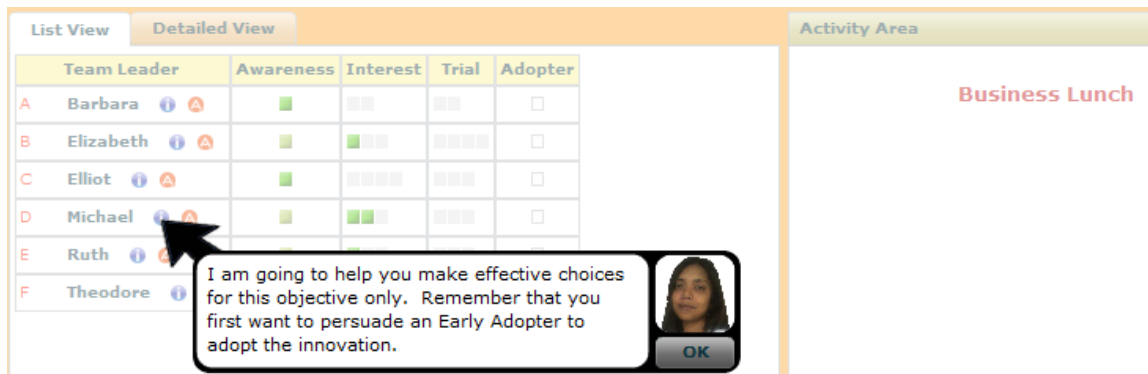 List View Detailed View Activity Area
Team Leader Awareness Interest Trial Adopter
Business Lunch
A Barbara i A
B Elizabeth i A
C Elliot i A
D Michael i A
E Ruth i A
F Theodore i
I am going to help you make effective choices
for this objective only. Remember that you
first want to persuade an Early Adopter to
adopt the innovation.
OK